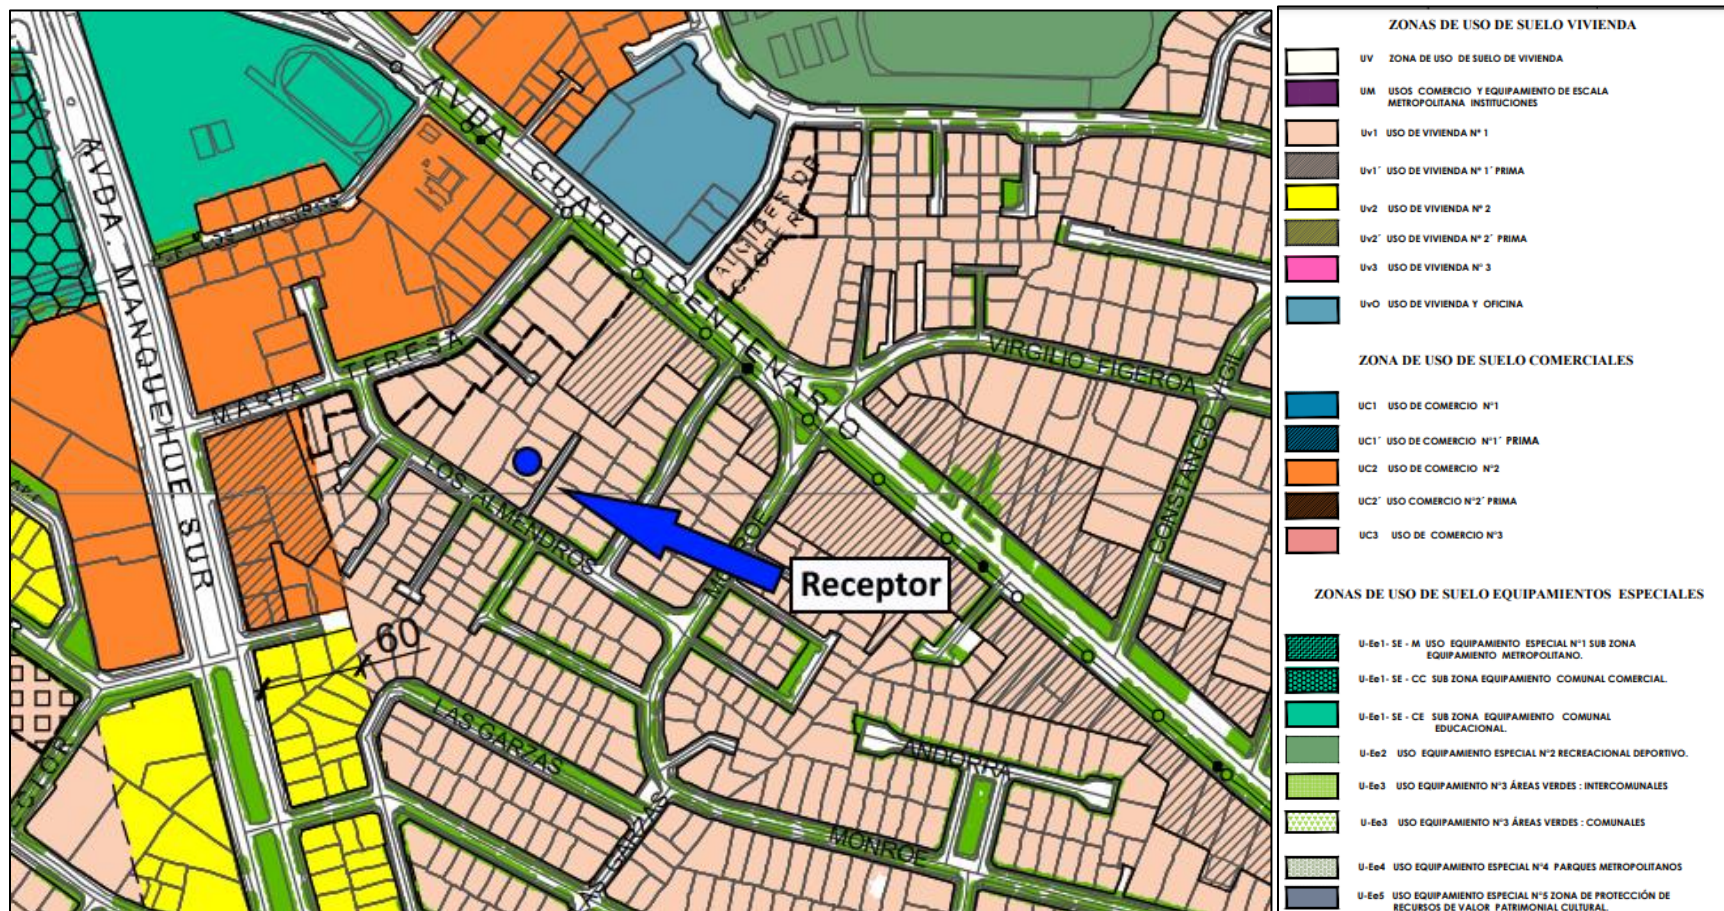 AVDA. MANQUEHUE SUR
AVDA. CUARTO CENTENARIO
ALCIDES DE
GASPERI
MARIA TERESA
VIRGILIO FIGEROA
CONSTANCIO VIGIL
LOS ALMENDROS
MONROE
Receptor
60
LAS GARZAS
LAS GARZAS
ANDORRA
MONROE
ZONAS DE USO DE SUELO VIVIENDA
UV ZONA DE USO DE SUELO DE VIVIENDA
UM USOS COMERCIO Y EQUIPAMIENTO DE ESCALA
METROPOLITANA INSTITUCIONES
Uv1 USO DE VIVIENDA Nº 1
Uv1´ USO DE VIVIENDA Nº 1´ PRIMA
Uv2 USO DE VIVIENDA Nº 2
Uv2´ USO DE VIVIENDA Nº 2´ PRIMA
Uv3 USO DE VIVIENDA Nº 3
UvO USO DE VIVIENDA Y OFICINA
ZONA DE USO DE SUELO COMERCIALES
UC1 USO DE COMERCIO Nº1
UC1´ USO DE COMERCIO Nº1´ PRIMA
UC2 USO DE COMERCIO Nº2
UC2´ USO COMERCIO Nº2´ PRIMA
UC3 USO DE COMERCIO Nº3
ZONAS DE USO DE SUELO EQUIPAMIENTOS ESPECIALES
U-Ee1- SE - M USO EQUIPAMIENTO ESPECIAL Nº1 SUB ZONA
EQUIPAMIENTO METROPOLITANO.
U-Ee1- SE - CC SUB ZONA EQUIPAMIENTO COMUNAL COMERCIAL.
U-Ee1- SE - CE SUB ZONA EQUIPAMIENTO COMUNAL
EDUCACIONAL.
U-Ee2 USO EQUIPAMIENTO ESPECIAL Nº2 RECREACIONAL DEPORTIVO.
U-Ee3 USO EQUIPAMIENTO Nº3 ÁREAS VERDES : INTERCOMUNALES
U-Ee3 USO EQUIPAMIENTO Nº3 ÁREAS VERDES : COMUNALES
U-Ee4 USO EQUIPAMIENTO ESPECIAL Nº4 PARQUES METROPOLITANOS
U-Ee5 USO EQUIPAMIENTO ESPECIAL Nº5 ZONA DE PROTECCIÓN DE
RECURSOS DE VALOR PATRIMONIAL CULTURAL.